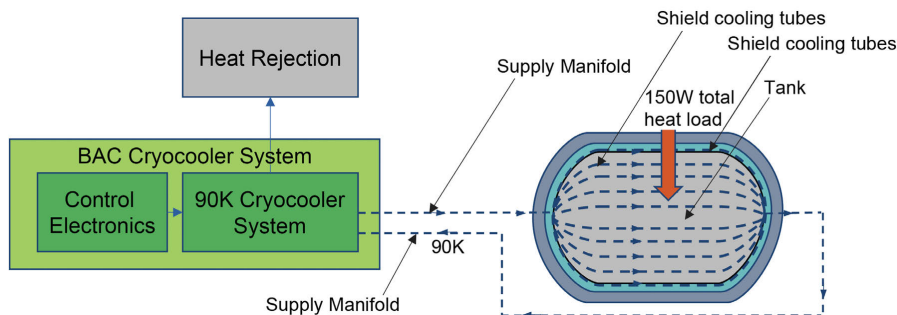 Shield cooling tubes
Shield cooling tubes
Heat Rejection
Supply Manifold
Tank
150W total
heat load
BAC Cryocooler System
Control
Electronics
90K Cryocooler
System
90K
Supply Manifold